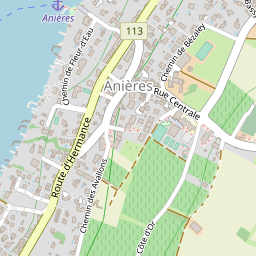 Anières
113
Chemin de Fleur-d'Eau
Chemin de Bézaley
Anières
Rue Centrale
Route d'Hermance
Chemin des Avallons
Côte d'Or